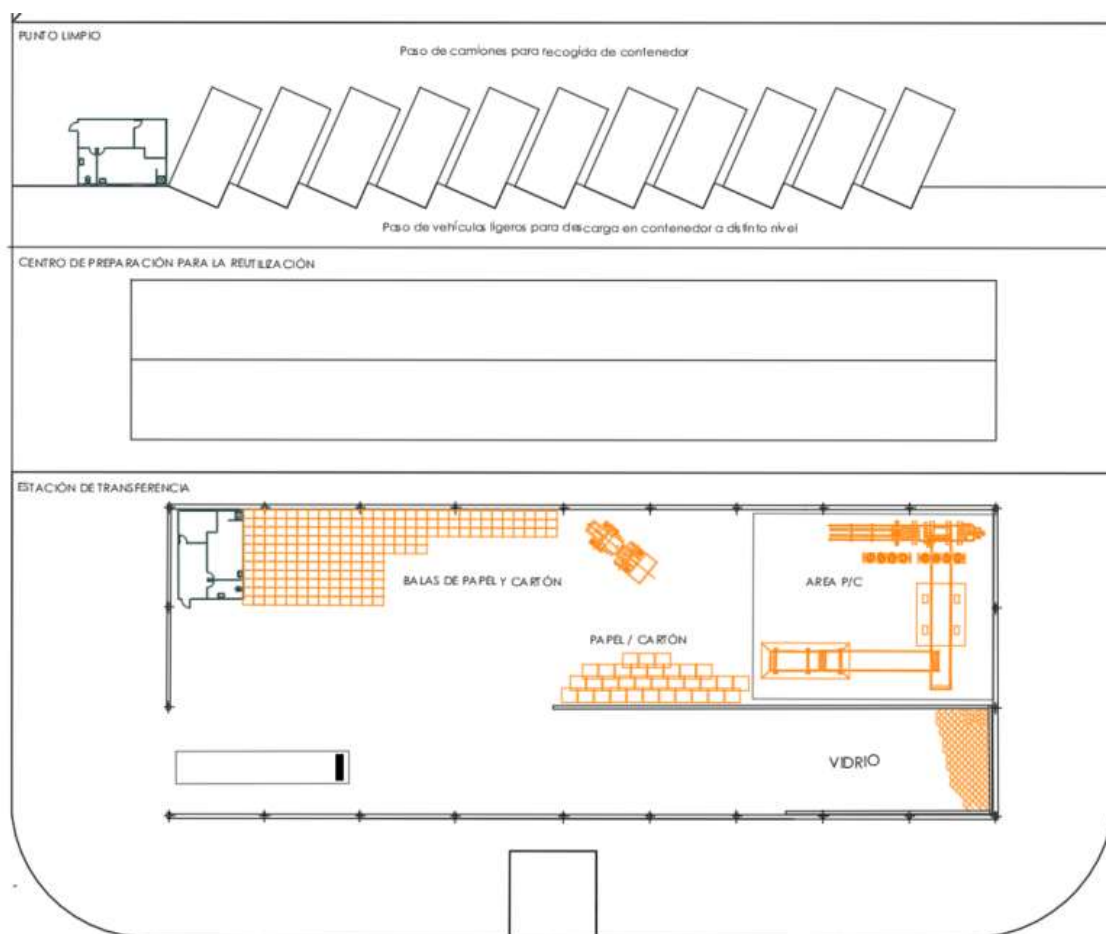 PUNTO LIMPIO
Paso de camiones para recogida de contenedor
Paso de vehículas ligeros para descarga en contenedor a distinto nivel
CENTRO DE PREPARACIÓN PARA LA REUTILIZACIÓN
ESTACIÓN DE TRANSFERENCIA
BALAS DE PAPEL Y CARTÓN
AREA P/C
PAPEL / CARTÓN
VIDRIO